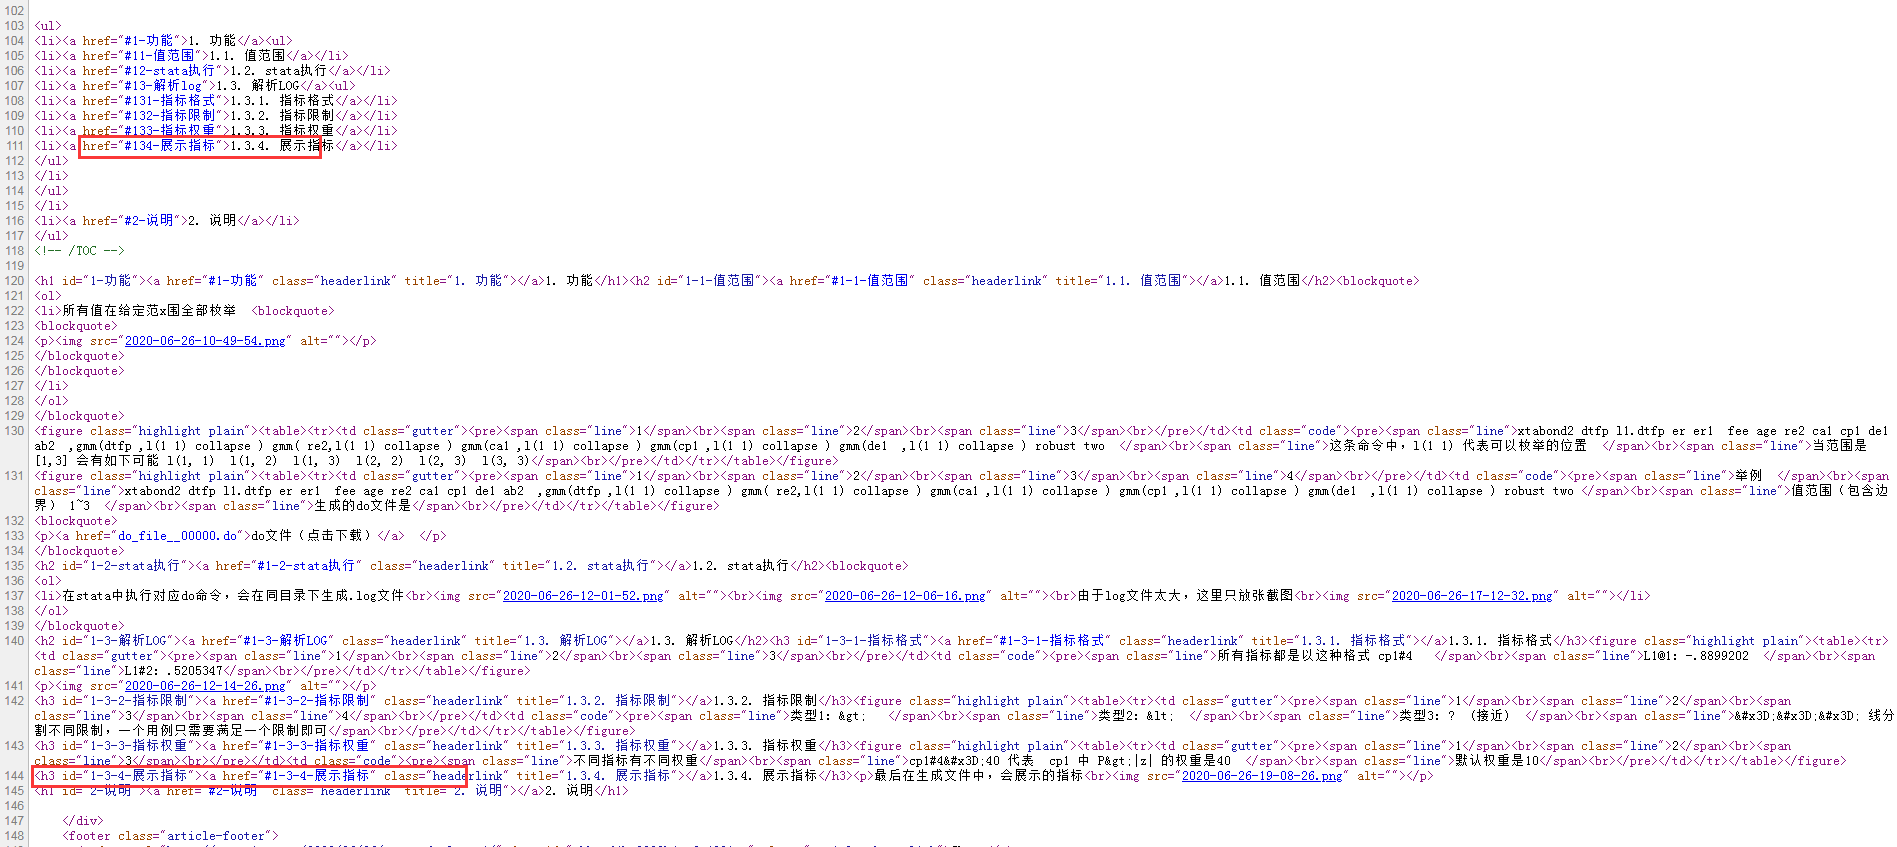 102
103 <ul>
104 <li><a href="#1-功能">1. 功能</a><ul>
105 <li><a href="#11-值范围">1.1. 值范围</a></li>
106 <li><a href="#12-stata执行">1.2. stata执行</a></li>
107 <li><a href="#13-解析log">1.3. 解析LOG</a><ul>
108 <li><a href="#131-指标格式">1.3.1. 指标格式</a></li>
109 <li><a href="#132-指标限制">1.3.2. 指标限制</a></li>
110 <li><a href="#133-指标权重">1.3.3. 指标权重</a></li>
111 <li><a href="#134-展示指标">1.3.4. 展示指标</a></li>
112 </ul>
113 </li>
114 </ul>
115 </li>
116 <li><a href="#2-说明">2. 说明</a></li>
117 </ul>
118 <!-- /TOC -->
119
120 <h1 id="1-功能"><a href="#1-功能" class="headerlink" title="1. 功能"></a>1. 功能</h1><h2 id="1-1-值范围"><a href="#1-1-值范围" class="headerlink" title="1.1. 值范围"></a>1.1. 值范围</h2><blockquote>
121 <ol>
122 <li>所有值在给定范x围全部枚举  <blockquote>
123 <blockquote>
124 <p><img src="2020-06-26-10-49-54.png" alt=""></p>
125 </blockquote>
126 </blockquote>
127 </li>
128 </ol>
129 </blockquote>
130 <figure class="highlight plain"><table><tr><td class="gutter"><pre><span class="line">1</span><br><span class="line">2</span><br><span class="line">3</span><br></pre></td><td class="code"><pre><span class="line">xtabond2 dtfp l1.dtfp er er1  fee age re2 ca1 cp1 de1
ab2  ,gmm(dtfp ,l(1 1) collapse ) gmm( re2,l(1 1) collapse ) gmm(ca1 ,l(1 1) collapse ) gmm(cp1 ,l(1 1) collapse ) gmm(de1  ,l(1 1) collapse ) robust two  </span><br><span class="line">这条命令中，l(1 1) 代表可以枚举的位置  </span><br><span class="line">当范围是
[1,3] 会有如下可能 l(1, 1)  l(1, 2)  l(1, 3)  l(2, 2)  l(2, 3)  l(3, 3)</span><br></pre></td></tr></table></figure>
131 <figure class="highlight plain"><table><tr><td class="gutter"><pre><span class="line">1</span><br><span class="line">2</span><br><span class="line">3</span><br><span class="line">4</span><br></pre></td><td class="code"><pre><span class="line">举例  </span><br><span
class="line">xtabond2 dtfp l1.dtfp er er1  fee age re2 ca1 cp1 de1 ab2  ,gmm(dtfp ,l(1 1) collapse ) gmm( re2,l(1 1) collapse ) gmm(ca1 ,l(1 1) collapse ) gmm(cp1 ,l(1 1) collapse ) gmm(de1  ,l(1 1) collapse ) robust two </span><br><span class="line">值范围（包含边
界） 1~3  </span><br><span class="line">生成的do文件是</span><br></pre></td></tr></table></figure>
132 <blockquote>
133 <p><a href="do_file__00000.do">do文件（点击下载）</a>  </p>
134 </blockquote>
135 <h2 id="1-2-stata执行"><a href="#1-2-stata执行" class="headerlink" title="1.2. stata执行"></a>1.2. stata执行</h2><blockquote>
136 <ol>
137 <li>在stata中执行对应do命令，会在同目录下生成.log文件<br><img src="2020-06-26-12-01-52.png" alt=""><br><img src="2020-06-26-12-06-16.png" alt=""><br>由于log文件太大，这里只放张截图<br><img src="2020-06-26-17-12-32.png" alt=""></li>
138 </ol>
139 </blockquote>
140 <h2 id="1-3-解析LOG"><a href="#1-3-解析LOG" class="headerlink" title="1.3. 解析LOG"></a>1.3. 解析LOG</h2><h3 id="1-3-1-指标格式"><a href="#1-3-1-指标格式" class="headerlink" title="1.3.1. 指标格式"></a>1.3.1. 指标格式</h3><figure class="highlight plain"><table><tr>
<td class="gutter"><pre><span class="line">1</span><br><span class="line">2</span><br><span class="line">3</span><br></pre></td><td class="code"><pre><span class="line">所有指标都是以这种格式 cp1#4   </span><br><span class="line">L1@1: -.8899202  </span><br><span
class="line">L1#2: .5205347</span><br></pre></td></tr></table></figure>
141 <p><img src="2020-06-26-12-14-26.png" alt=""></p>
142 <h3 id="1-3-2-指标限制"><a href="#1-3-2-指标限制" class="headerlink" title="1.3.2. 指标限制"></a>1.3.2. 指标限制</h3><figure class="highlight plain"><table><tr><td class="gutter"><pre><span class="line">1</span><br><span class="line">2</span><br><span
class="line">3</span><br><span class="line">4</span><br></pre></td><td class="code"><pre><span class="line">类型1: &gt;   </span><br><span class="line">类型2: &lt;  </span><br><span class="line">类型3: ? （接近）  </span><br><span class="line">&#x3D;&#x3D;&#x3D; 线分
割不同限制，一个用例只需要满足一个限制即可</span><br></pre></td></tr></table></figure>
143 <h3 id="1-3-3-指标权重"><a href="#1-3-3-指标权重" class="headerlink" title="1.3.3. 指标权重"></a>1.3.3. 指标权重</h3><figure class="highlight plain"><table><tr><td class="gutter"><pre><span class="line">1</span><br><span class="line">2</span><br><span
class="line">3</span><br></pre></td><td class="code"><pre><span class="line">不同指标有不同权重</span><br><span class="line">cp1#4&#x3D;40 代表  cp1 中 P&gt;|z| 的权重是40  </span><br><span class="line">默认权重是10</span><br></pre></td></tr></table></figure>
144 <h3 id="1-3-4-展示指标"><a href="#1-3-4-展示指标" class="headerlink" title="1.3.4. 展示指标"></a>1.3.4. 展示指标</h3><p>最后在生成文件中，会展示的指标<br><img src="2020-06-26-19-08-26.png" alt=""></p>
145 <h1 id="2-说明"><a href="#2-说明" class="headerlink" title="2. 说明"></a>2. 说明</h1>
146
147 </div>
148 <footer class="article-footer">